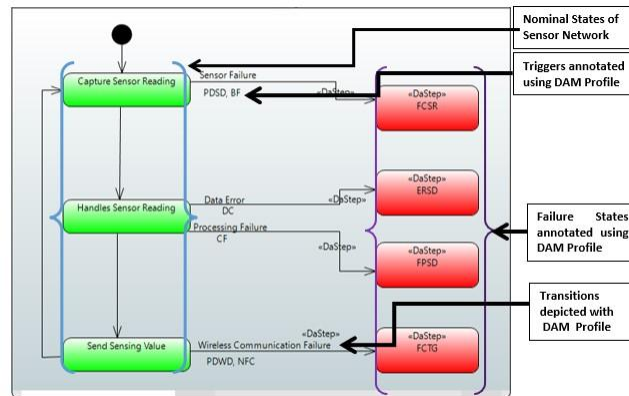 Nominal States of
Sensor Network
Triggers annotated
using DAM Profile
Capture Sensor Reading
Sensor Failure
PDSD, BF
«DaStep»
«DaStep»
FCSR
Handles Sensor Reading
Data Error
DC
«DaStep»
«DaStep»
ERSD
Processing Failure
CF
«DaStep»
«DaStep»
FPSD
Failure States
annotated using
DAM Profile
Transitions
depicted with
DAM Profile
Send Sensing Value
«DaStep»
Wireless Communication Failure
PDWD, NFC
«DaStep»
FCTG